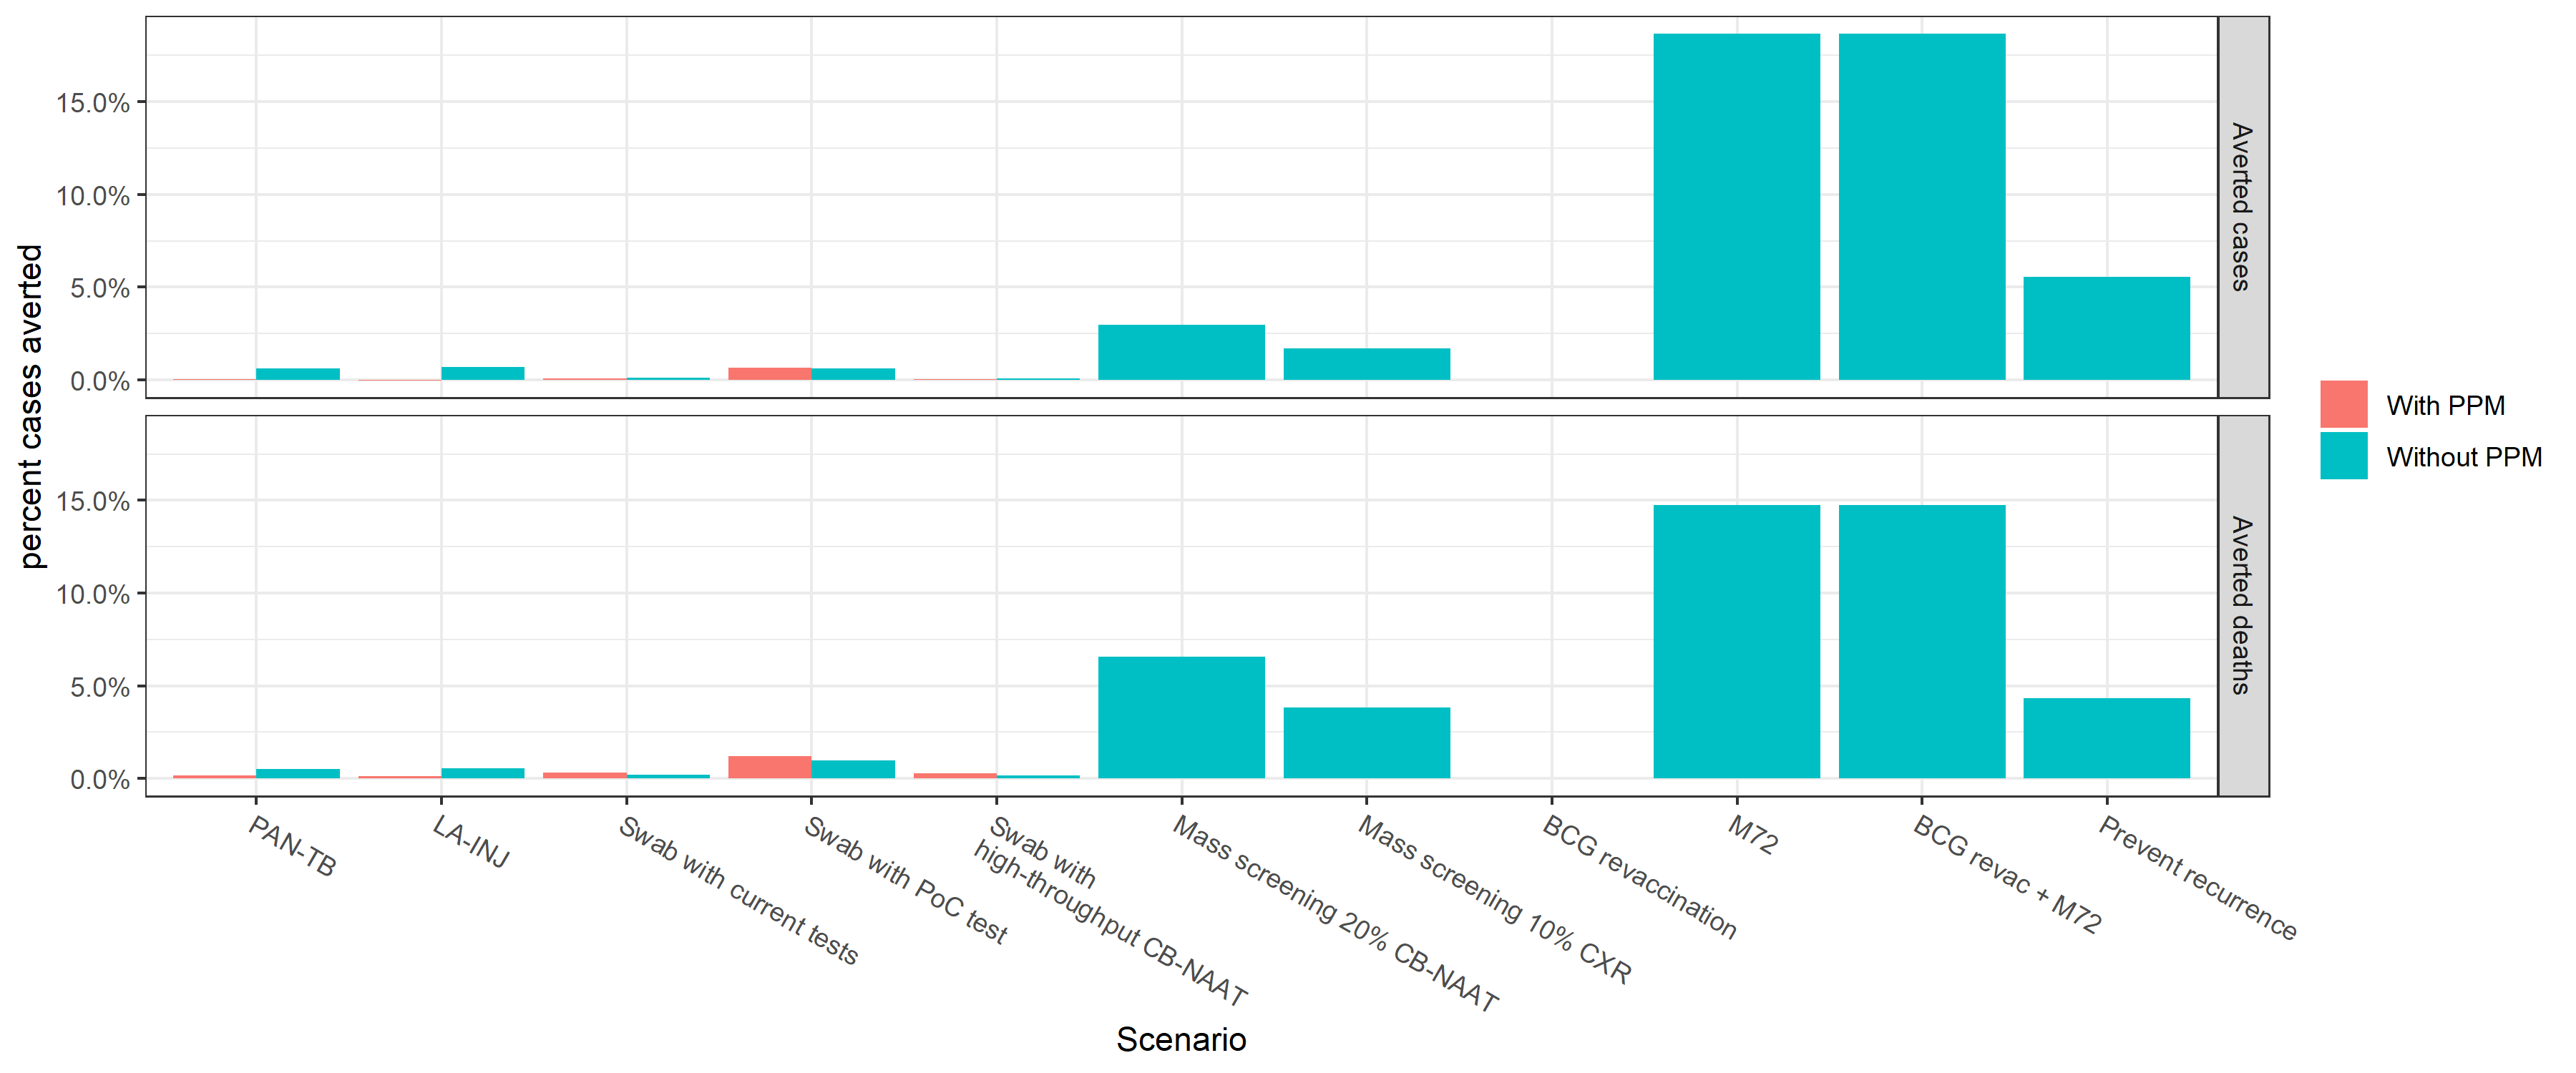 percent cases averted
15.0%
10.0%
5.0%
0.0%
Averted cases
15.0%
10.0%
5.0%
0.0%
Averted deaths
PAN-TB
LA-INJ
Swab with current tests
Swab with PoC test
Swab with
high-throughput CB-NAAT
Mass screening 20% CB-NAAT
Mass screening 10% CXR
BCG revaccination
M72
BCG revac + M72
Prevent recurrence
Scenario
With PPM
Without PPM